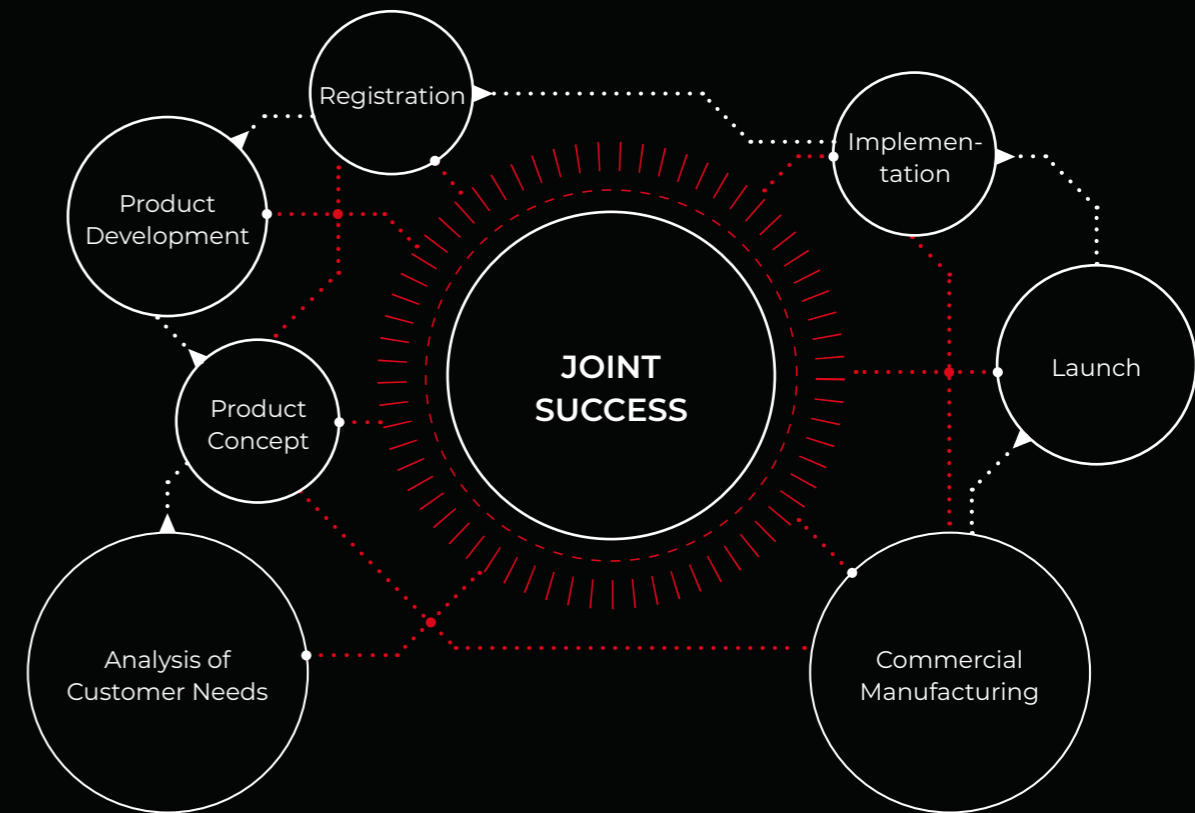 Registration
Implemen-
tation
Product
Development
JOINT
SUCCESS
Launch
Product
Concept
Analysis of
Customer Needs
Commercial
Manufacturing